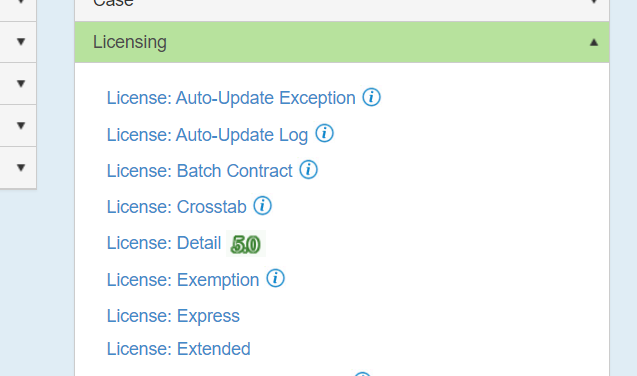 Case
Licensing
License: Auto-Update Exception
License: Auto-Update Log
License: Batch Contract
License: Crosstab
License: Detail 5.0
License: Exemption
License: Express
License: Extended